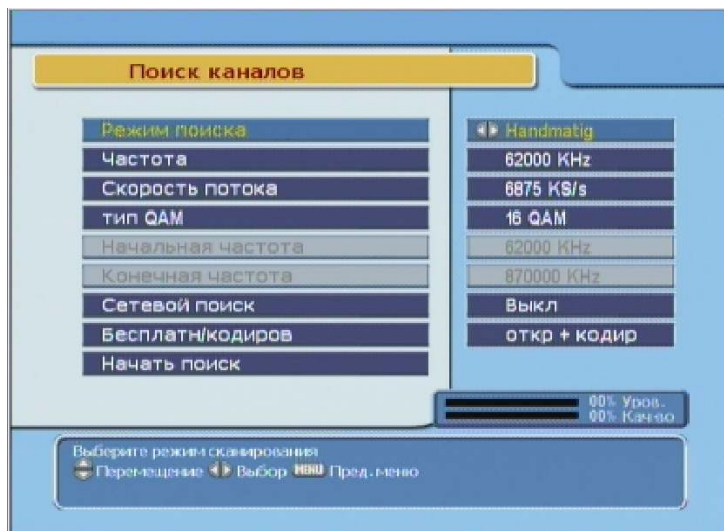 Поиск каналов
Режим поиска Handmatig
Частота 62000 KHz
Скорость потока 6875 KS/s
тип QAM 16 QAM
Начальная частота 62000 KHz
Конечная частота 870000 KHz
Сетевой поиск Выкл
Бесплатн/кодиров откр + кодир
Начать поиск
00% Уров.
00% Кач-во
Выберите режим сканирования
Перемещение Выбор MENU Пред.меню